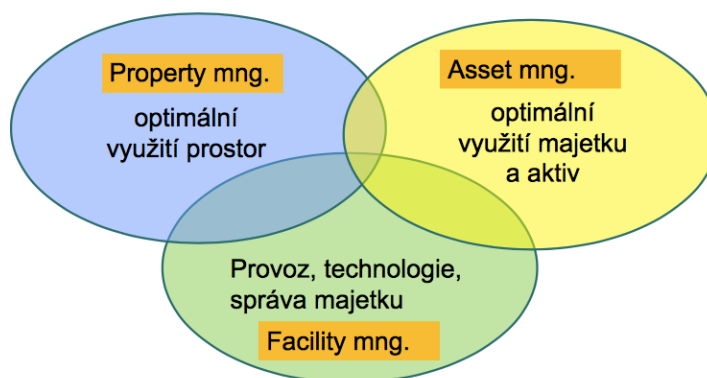 Property mng.
optimální
využití prostor
Asset mng.
optimální
využití majetku
a aktiv
Provoz, technologie,
správa majetku
Facility mng.